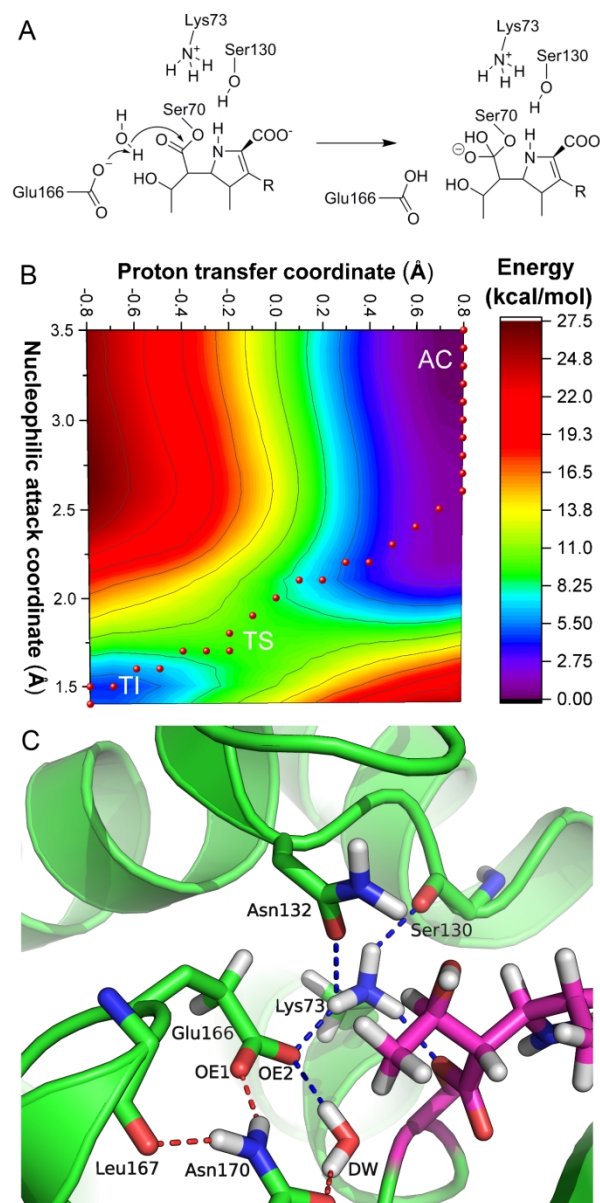 A
Lys73
N+
H H H
Ser130
O
H
Ser70
O
O
H
N
COO-
H O H
O-
Glu166
O
HO
R
Lys73
N+
H H H
Ser130
O
H
Ser70
HO O
H
N
COO
O
OH
Glu166
O
HO
R
B
Proton transfer coordinate (Å)
-0.8 -0.6 -0.4 -0.2 0.0 0.2 0.4 0.6 0.8
Nucleophilic attack coordinate (Å)
3.5
3.0
2.5
2.0
1.5
AC
TS
TI
Energy
(kcal/mol)
27.5
24.8
22.0
19.3
16.5
13.8
11.0
8.25
5.50
2.75
0.00
C
Asn132
Ser130
Lys73
Glu166
OE1 OE2
Leu167
Asn170
DW